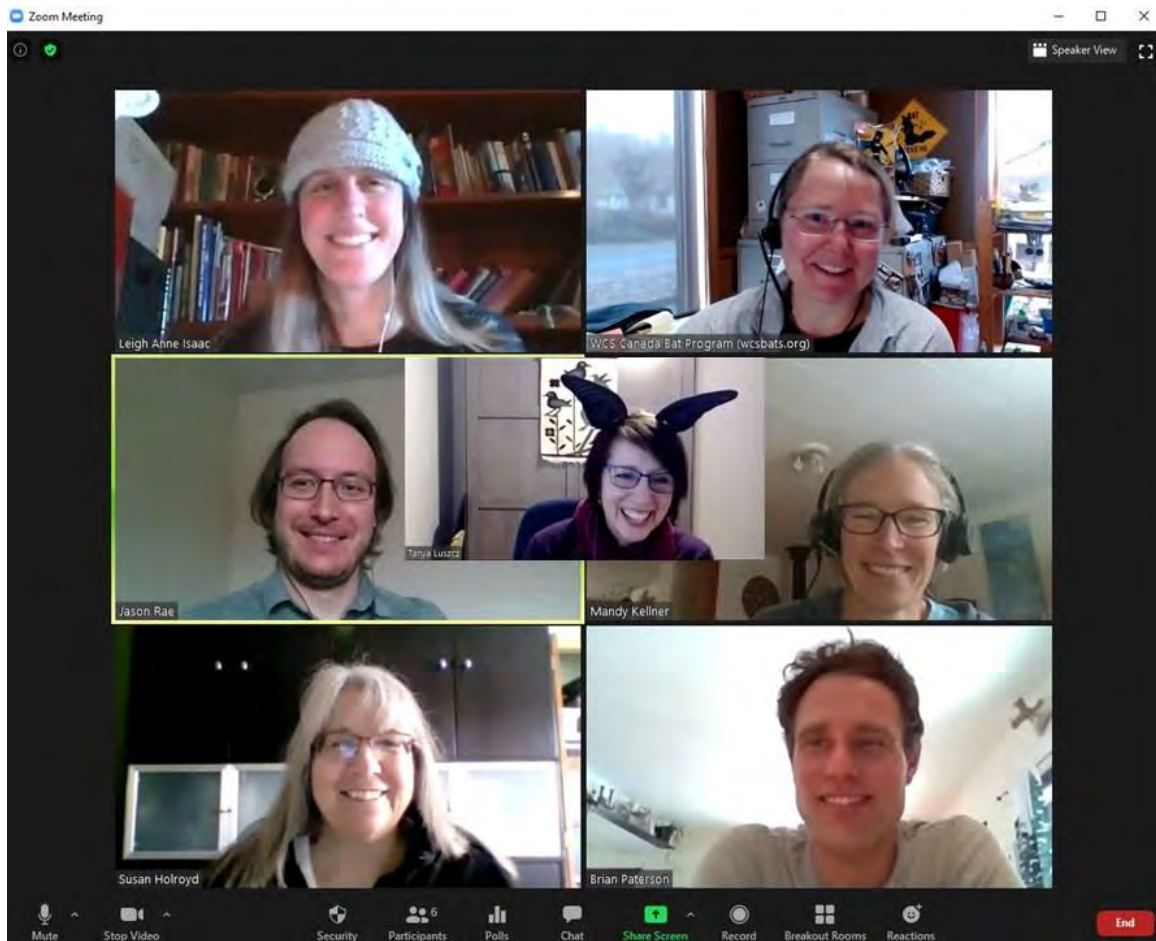 Zoom Meeting
Speaker View
Leigh Anne Isaac
WCS Canada Bat Program (wcsbats.org)
BAT
Tanya Luszcz
Jason Rae
Mandy Kellner
Susan Holroyd
Brian Paterson
Mute
Stop Video
Security
Participants
6
Polls
Chat
Share Screen
Record
Breakout Rooms
Reactions
End